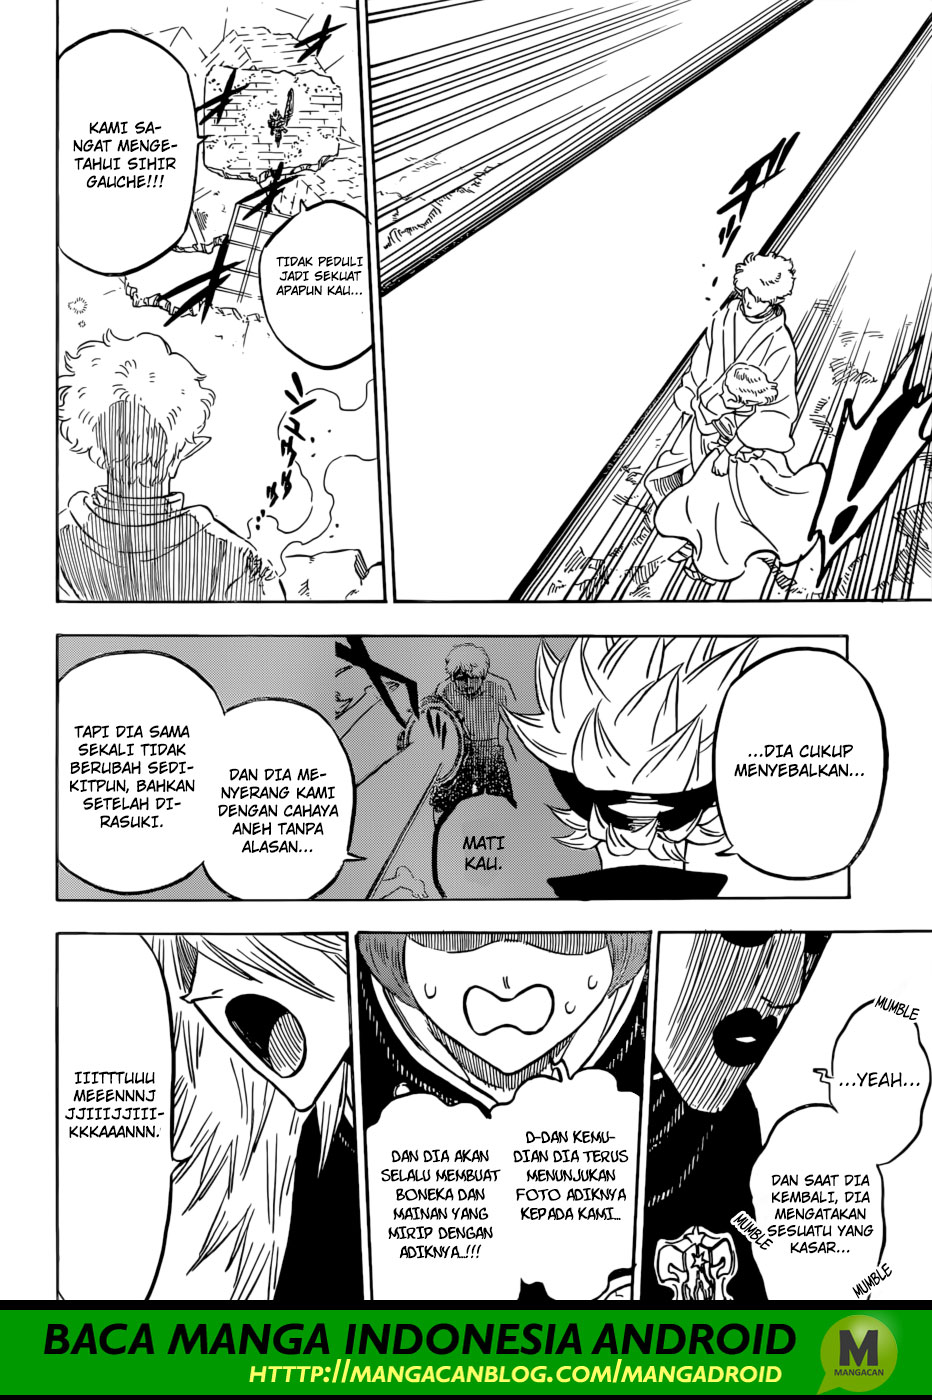 TIDAK PEDULI
JADI SEKUAT
APAPUN KAU...
KAMI SA-
NGAT MENGE-
TAHUI SIHIR
GAUCHE!!!
...DIA CUKUP
MENYEBALKAN...
MATI
KAU.
DAN DIA ME-
NYERANG KAMI
DENGAN CAHAYA
ANEH TANPA
ALASAN...
TAPI DIA SAMA
SEKALI TIDAK
BERUBAH SEDI-
KITPUN, BAHKAN
SETELAH DI-
RASUKI.
MUMBLE
...YEAH...
DAN SAAT DIA
KEMBALI, DIA
MENGATAKAN
SESUATU YANG
KASAR...
MUMBLE
MUMBLE
D-DAN KEMU-
DIAN DIA TERUS
MENUNJUKAN
FOTO ADIKNYA
KEPADA KAMI...
DAN DIA AKAN
SELALU MEMBUAT
BONEKA DAN
MAINAN YANG
MIRIP DENGAN
ADIKNYA..!!!
IIITTTUUU
MEEENNNJ
JJIIIJJIII-
KKKAAANNN.
BACA MANGA INDONESIA ANDROID
HTTTP://MANGACANBLOG.COM/MANGADROID
M
MANGACAN